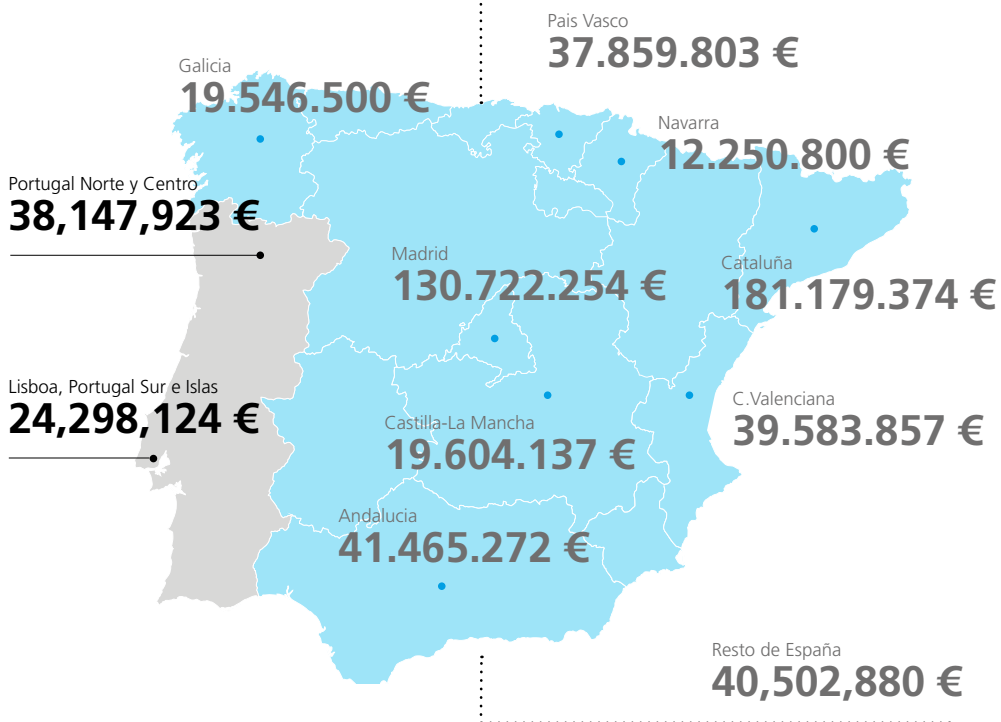 Pais Vasco
37.859.803 €
Galicia
19.546.500 €
Navarra
12.250.800 €
Portugal Norte y Centro
38,147,923 €
Madrid
130.722.254 €
Cataluña
181.179.374 €
Lisboa, Portugal Sur e Islas
24,298,124 €
C.Valenciana
39.583.857 €
Castilla-La Mancha
19.604.137 €
Andalucia
41.465.272 €
Resto de España
40,502,880 €